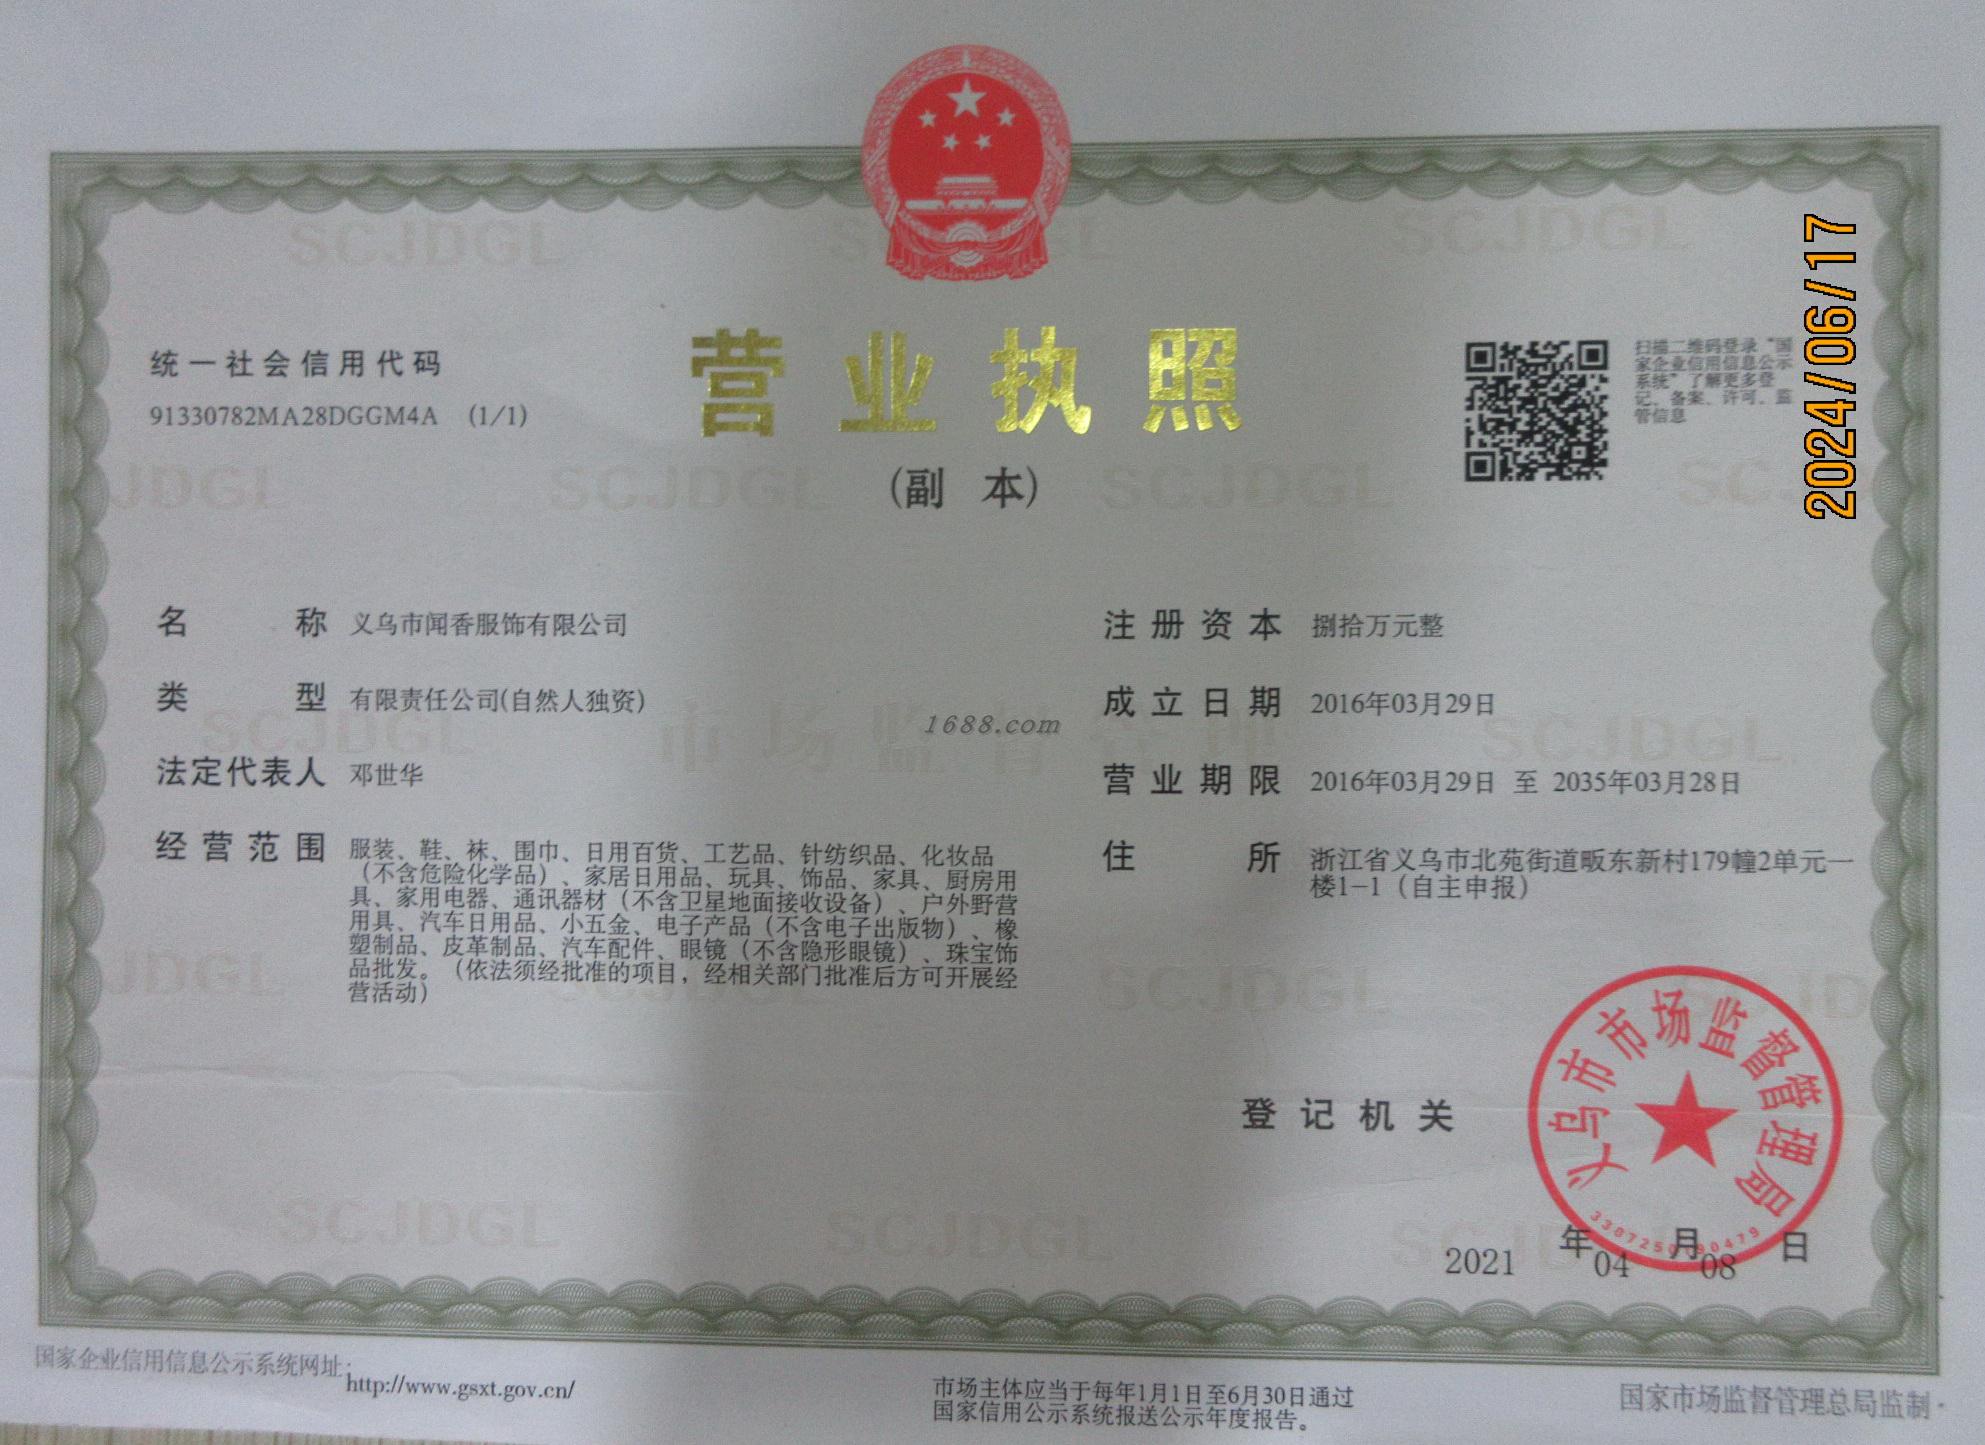 统一社会信用代码
91330782MA28DGGM4A (1/1)
营业执照
(副 本)
扫描二维码登录“国
家企业信用信息公示
系统”了解更多登
记、备案、许可、监
管信息
2024/06/17
名 称 义乌市闻香服饰有限公司
类 型 有限责任公司(自然人独资)
法定代表人 邓世华
经营范围 服装、鞋、袜、围巾、日用百货、工艺品、针纺织品、化妆品
（不含危险化学品）、家居日用品、玩具、饰品、家具、厨房用
具、家用电器、通讯器材（不含卫星地面接收设备）、户外野营
用具、汽车日用品、小五金、电子产品（不含电子出版物）、橡
塑制品、皮革制品、汽车配件、眼镜（不含隐形眼镜）、珠宝饰
品批发。（依法须经批准的项目，经相关部门批准后方可开展经
营活动）
注册资本 捌拾万元整
成立日期 2016年03月29日
营业期限 2016年03月29日 至 2035年03月28日
住 所 浙江省义乌市北苑街道畈东新村179幢2单元一
楼1-1（自主申报）
1688.com
市场监督管理
SCJDGL
登记机关
义乌市市场监督管理局
2021年04月08日
国家企业信用信息公示系统网址：
http://www.gsxt.gov.cn/
市场主体应当于每年1月1日至6月30日通过
国家信用公示系统报送公示年度报告。
国家市场监督管理总局监制